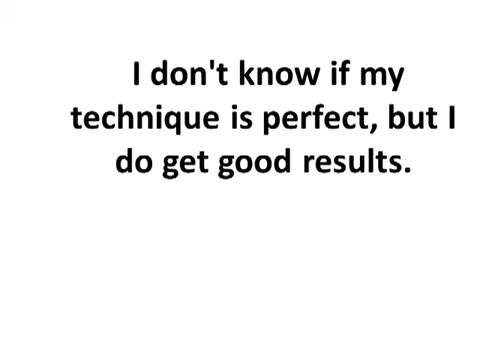 I don't know if my
technique is perfect, but I
do get good results.